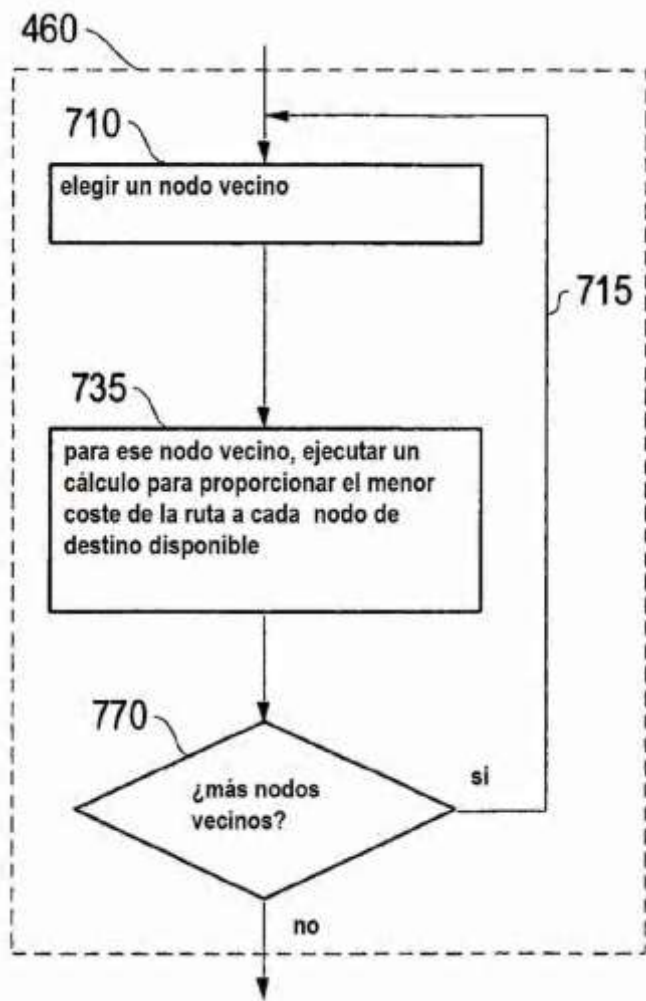 460
710
elegir un nodo vecino
715
735
para ese nodo vecino, ejecutar un
cálculo para proporcionar el menor
coste de la ruta a cada nodo de
destino disponible
770
¿más nodos
vecinos?
si
no